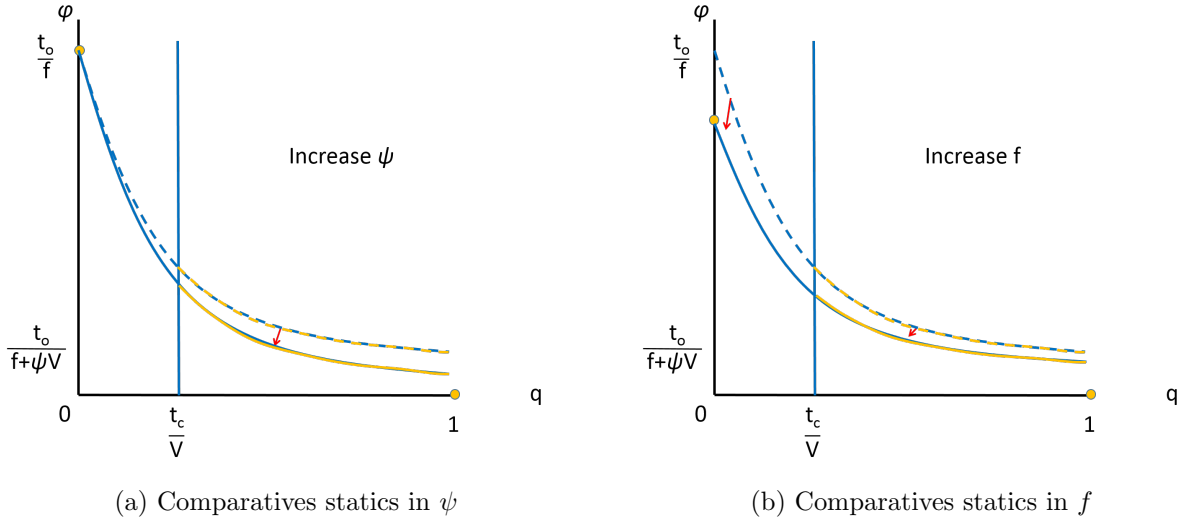 φ
t_o
f
Increase ψ
t_o
f+ψV
0
t_c
V
1
q
(a) Comparatives statics in ψ
φ
t_o
f
Increase f
t_o
f+ψV
0
t_c
V
1
q
(b) Comparatives statics in f